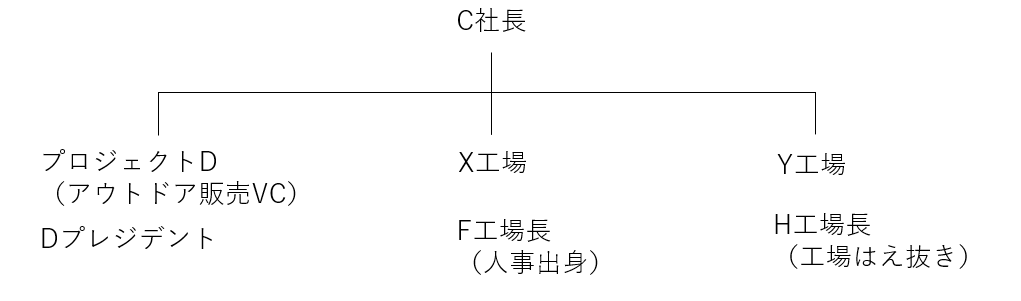 C社長
プロジェクトD
（アウトドア販売VC）
Dプレジデント
X工場
F工場長
（人事出身）
Y工場
H工場長
（工場はえ抜き）